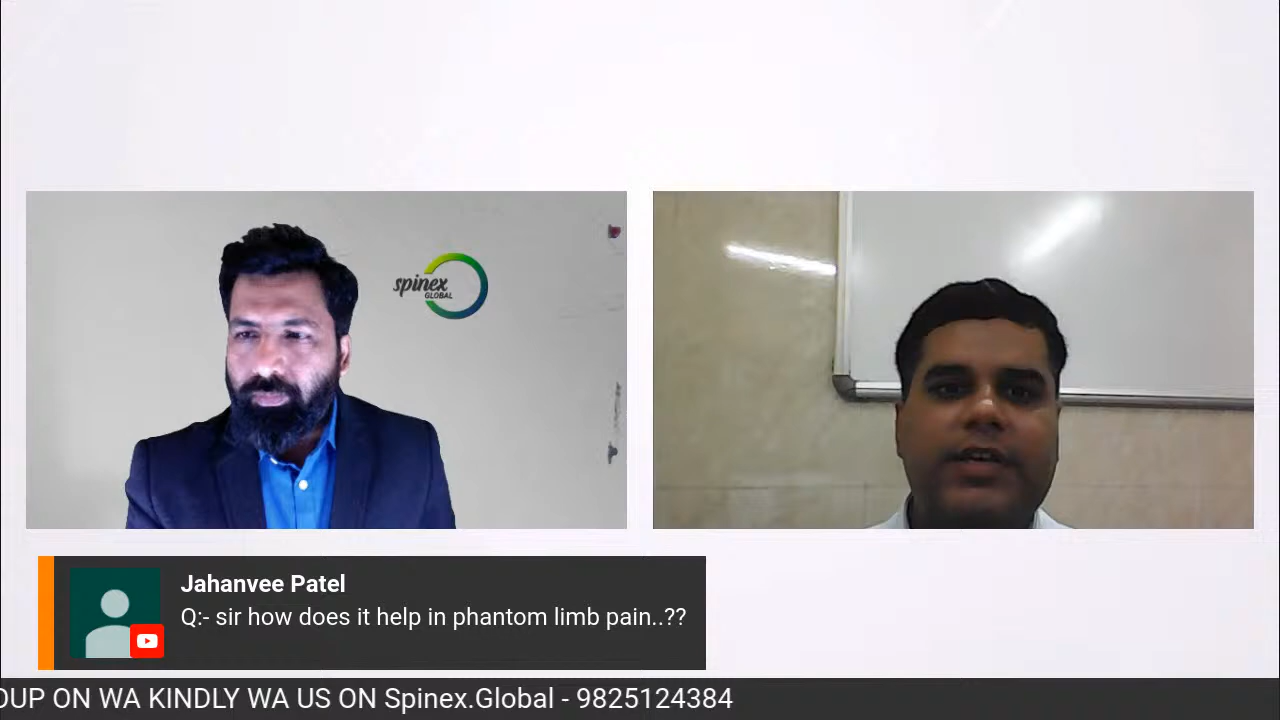 spinex
GLOBAL
Jahanvee Patel
Q:- sir how does it help in phantom limb pain..??
OUP ON WA KINDLY WA US ON Spinex.Global - 9825124384